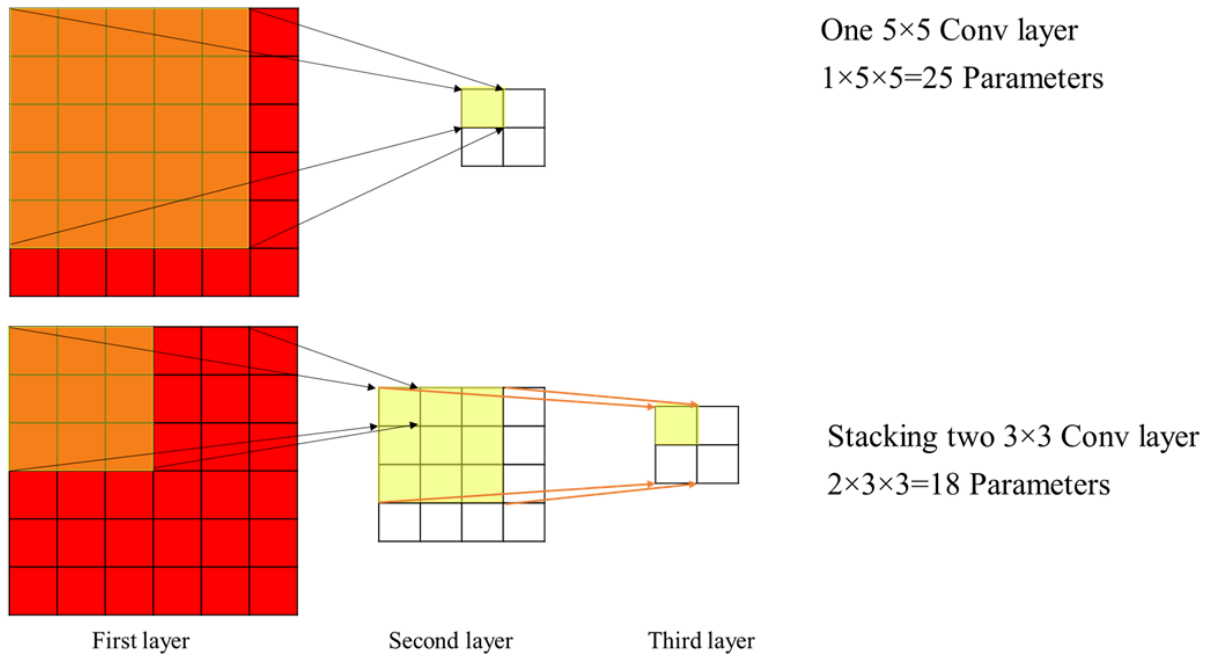 One 5×5 Conv layer
1×5×5=25 Parameters
Stacking two 3×3 Conv layer
2×3×3=18 Parameters
First layer
Second layer
Third layer